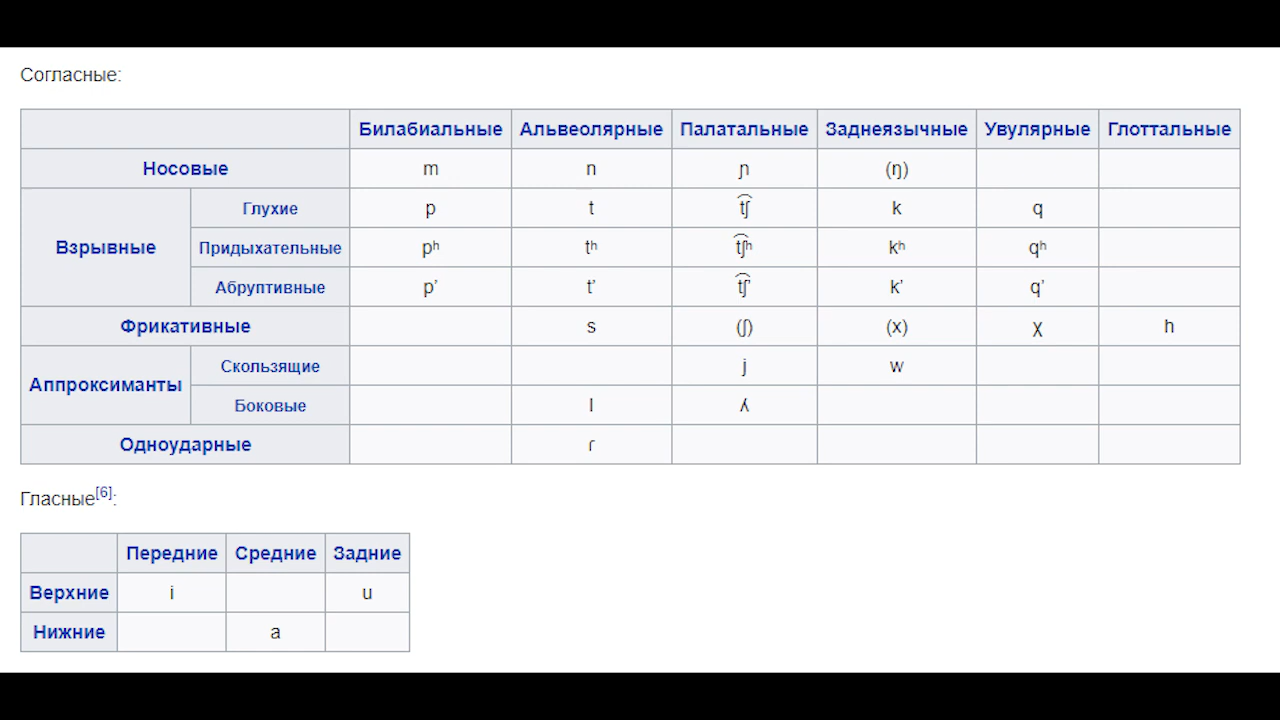 Согласные:
Билабиальные Альвеолярные Палатальные Заднеязычные Увулярные Глоттальные
Носовые m n ɲ (ŋ)
Взрывные Глухие p t t͡ʃ k q
Придыхательные pʰ tʰ t͡ʃʰ kʰ qʰ
Абруптивные p’ t’ t͡ʃ’ k’ q’
Фрикативные s (ʃ) (x) χ h
Аппроксиманты Скользящие j w
Боковые l ʎ
Одноударные ɾ
Гласные[6]:
Передние Средние Задние
Верхние i u
Нижние a